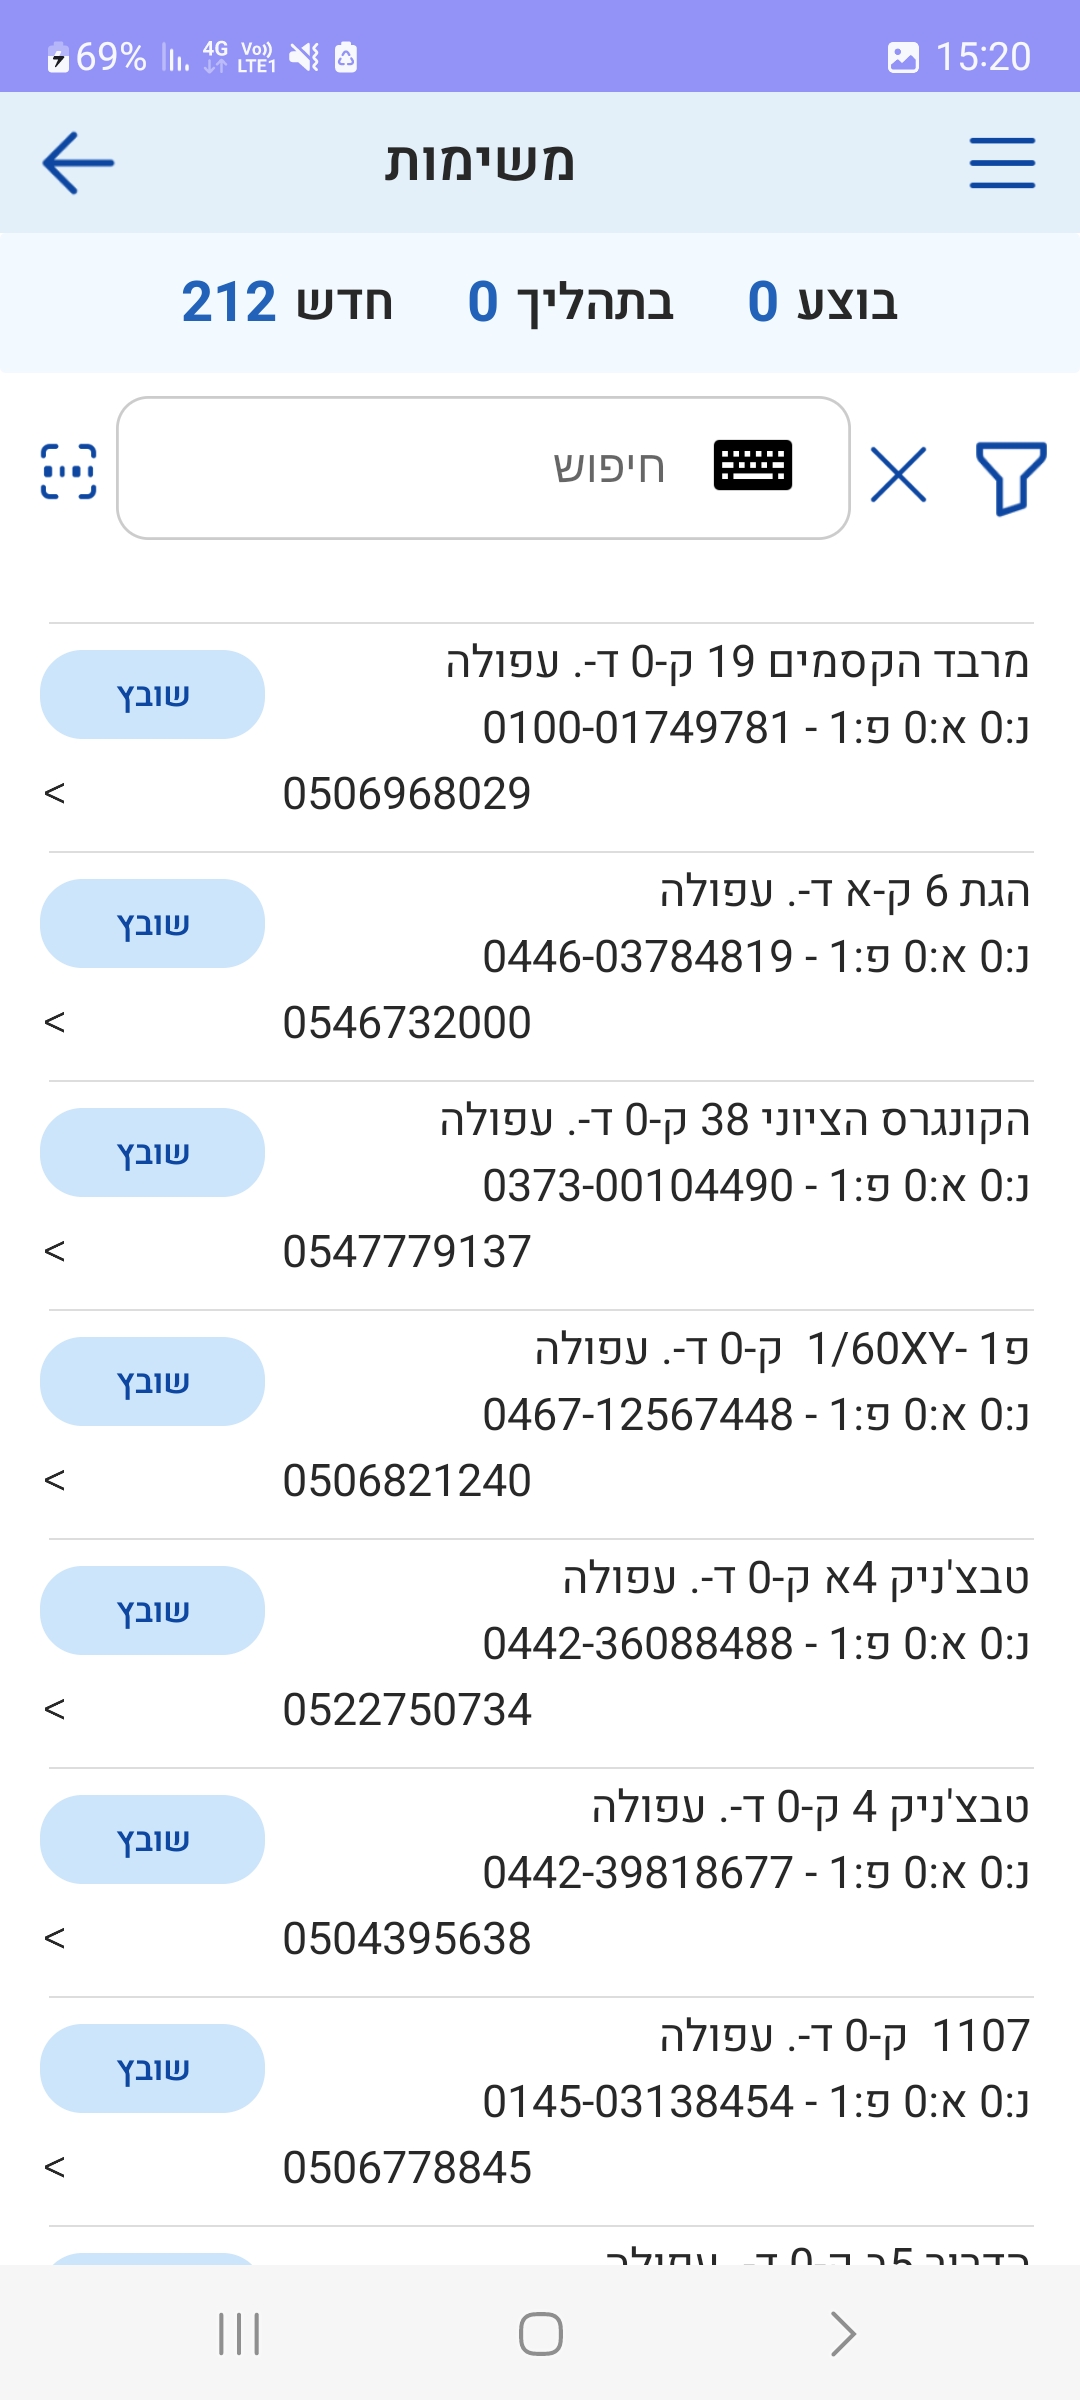 69% 4G Vo)) LTE1 15:20
משימות
בוצע 0 בתהליך 0 חדש 212
חיפוש
מרבד הקסמים 19 ק-0 ד-. עפולה
שובץ
נ:0 א:0 פ:1 - 0100-01749781
0506968029
<
הגת 6 ק-א ד-. עפולה
שובץ
נ:0 א:0 פ:1 - 0446-03784819
0546732000
<
הקונגרס הציוני 38 ק-0 ד-. עפולה
שובץ
נ:0 א:0 פ:1 - 0373-00104490
0547779137
<
פ1 -1/60XY- ק-0 ד-. עפולה
שובץ
נ:0 א:0 פ:1 - 0467-12567448
0506821240
<
טבצ'ניק 4א ק-0 ד-. עפולה
שובץ
נ:0 א:0 פ:1 - 0442-36088488
0522750734
<
טבצ'ניק 4 ק-0 ד-. עפולה
שובץ
נ:0 א:0 פ:1 - 0442-39818677
0504395638
<
1107 ק-0 ד-. עפולה
שובץ
נ:0 א:0 פ:1 - 0145-03138454
0506778845
<
ק-0 ד-. עפולה